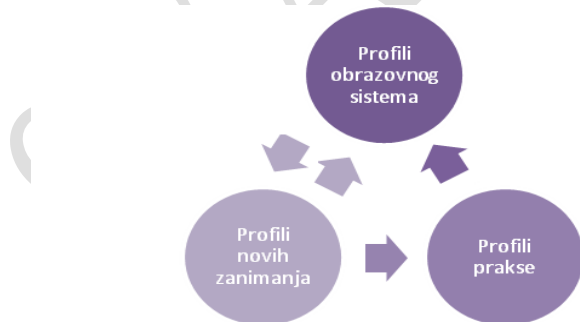 Profili
obrazovnog
sistema
Profili
novih
zanimanja
Profili
prakse